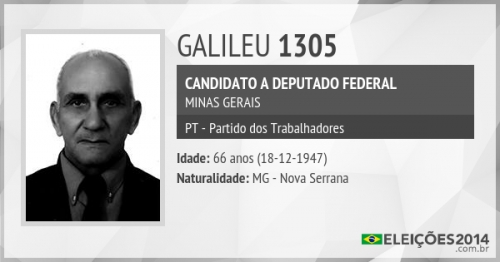 GALILEU 1305
CANDIDATO A DEPUTADO FEDERAL
MINAS GERAIS
PT - Partido dos Trabalhadores
Idade: 66 anos (18-12-1947)
Naturalidade: MG - Nova Serrana
ELEIÇÕES2014
.com.br